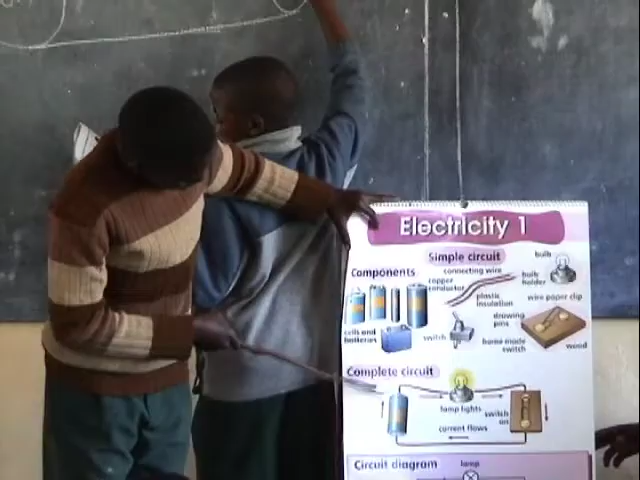 Electricity 1
Simple circuit
Components
connecting wire
copper conductor
plastic insulation
bulb
bulb holder
wire paper clip
drawing pins
cells and batteries
switch
home made switch
wood
Complete circuit
lamp lights
switch on
current flows
Circuit diagram
lamp